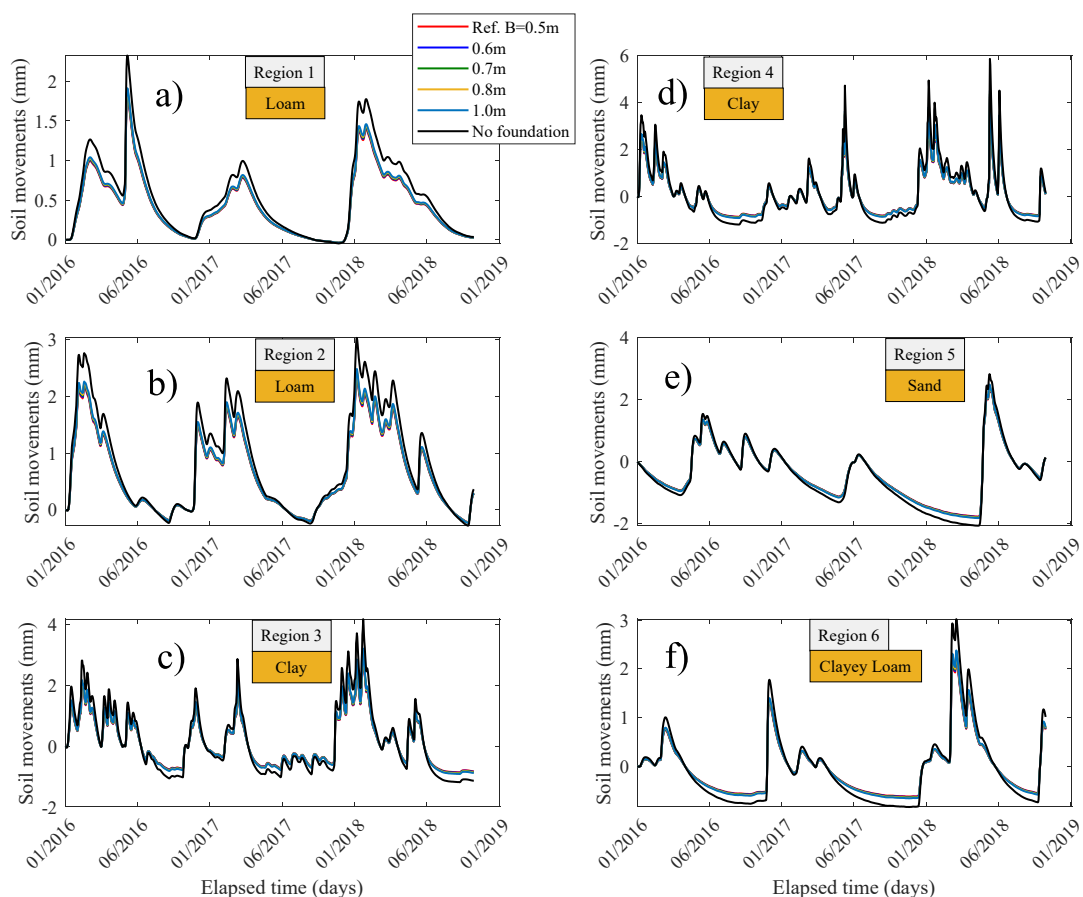 Ref. B=0.5m
0.6m
0.7m
0.8m
1.0m
No foundation
Soil movements (mm)
2
1.5
1
0.5
0
a)
Region 1
Loam
01/2016
06/2016
01/2017
06/2017
01/2018
06/2018
01/2019
Soil movements (mm)
6
4
2
0
-2
d)
Region 4
Clay
01/2016
06/2016
01/2017
06/2017
01/2018
06/2018
01/2019
Soil movements (mm)
3
2
1
0
b)
Region 2
Loam
01/2016
06/2016
01/2017
06/2017
01/2018
06/2018
01/2019
Soil movements (mm)
4
2
0
-2
e)
Region 5
Sand
01/2016
06/2016
01/2017
06/2017
01/2018
06/2018
01/2019
Soil movements (mm)
4
2
0
-2
c)
Region 3
Clay
01/2016
06/2016
01/2017
06/2017
01/2018
06/2018
01/2019
Elapsed time (days)
Soil movements (mm)
3
2
1
0
f)
Region 6
Clayey Loam
01/2016
06/2016
01/2017
06/2017
01/2018
06/2018
01/2019
Elapsed time (days)